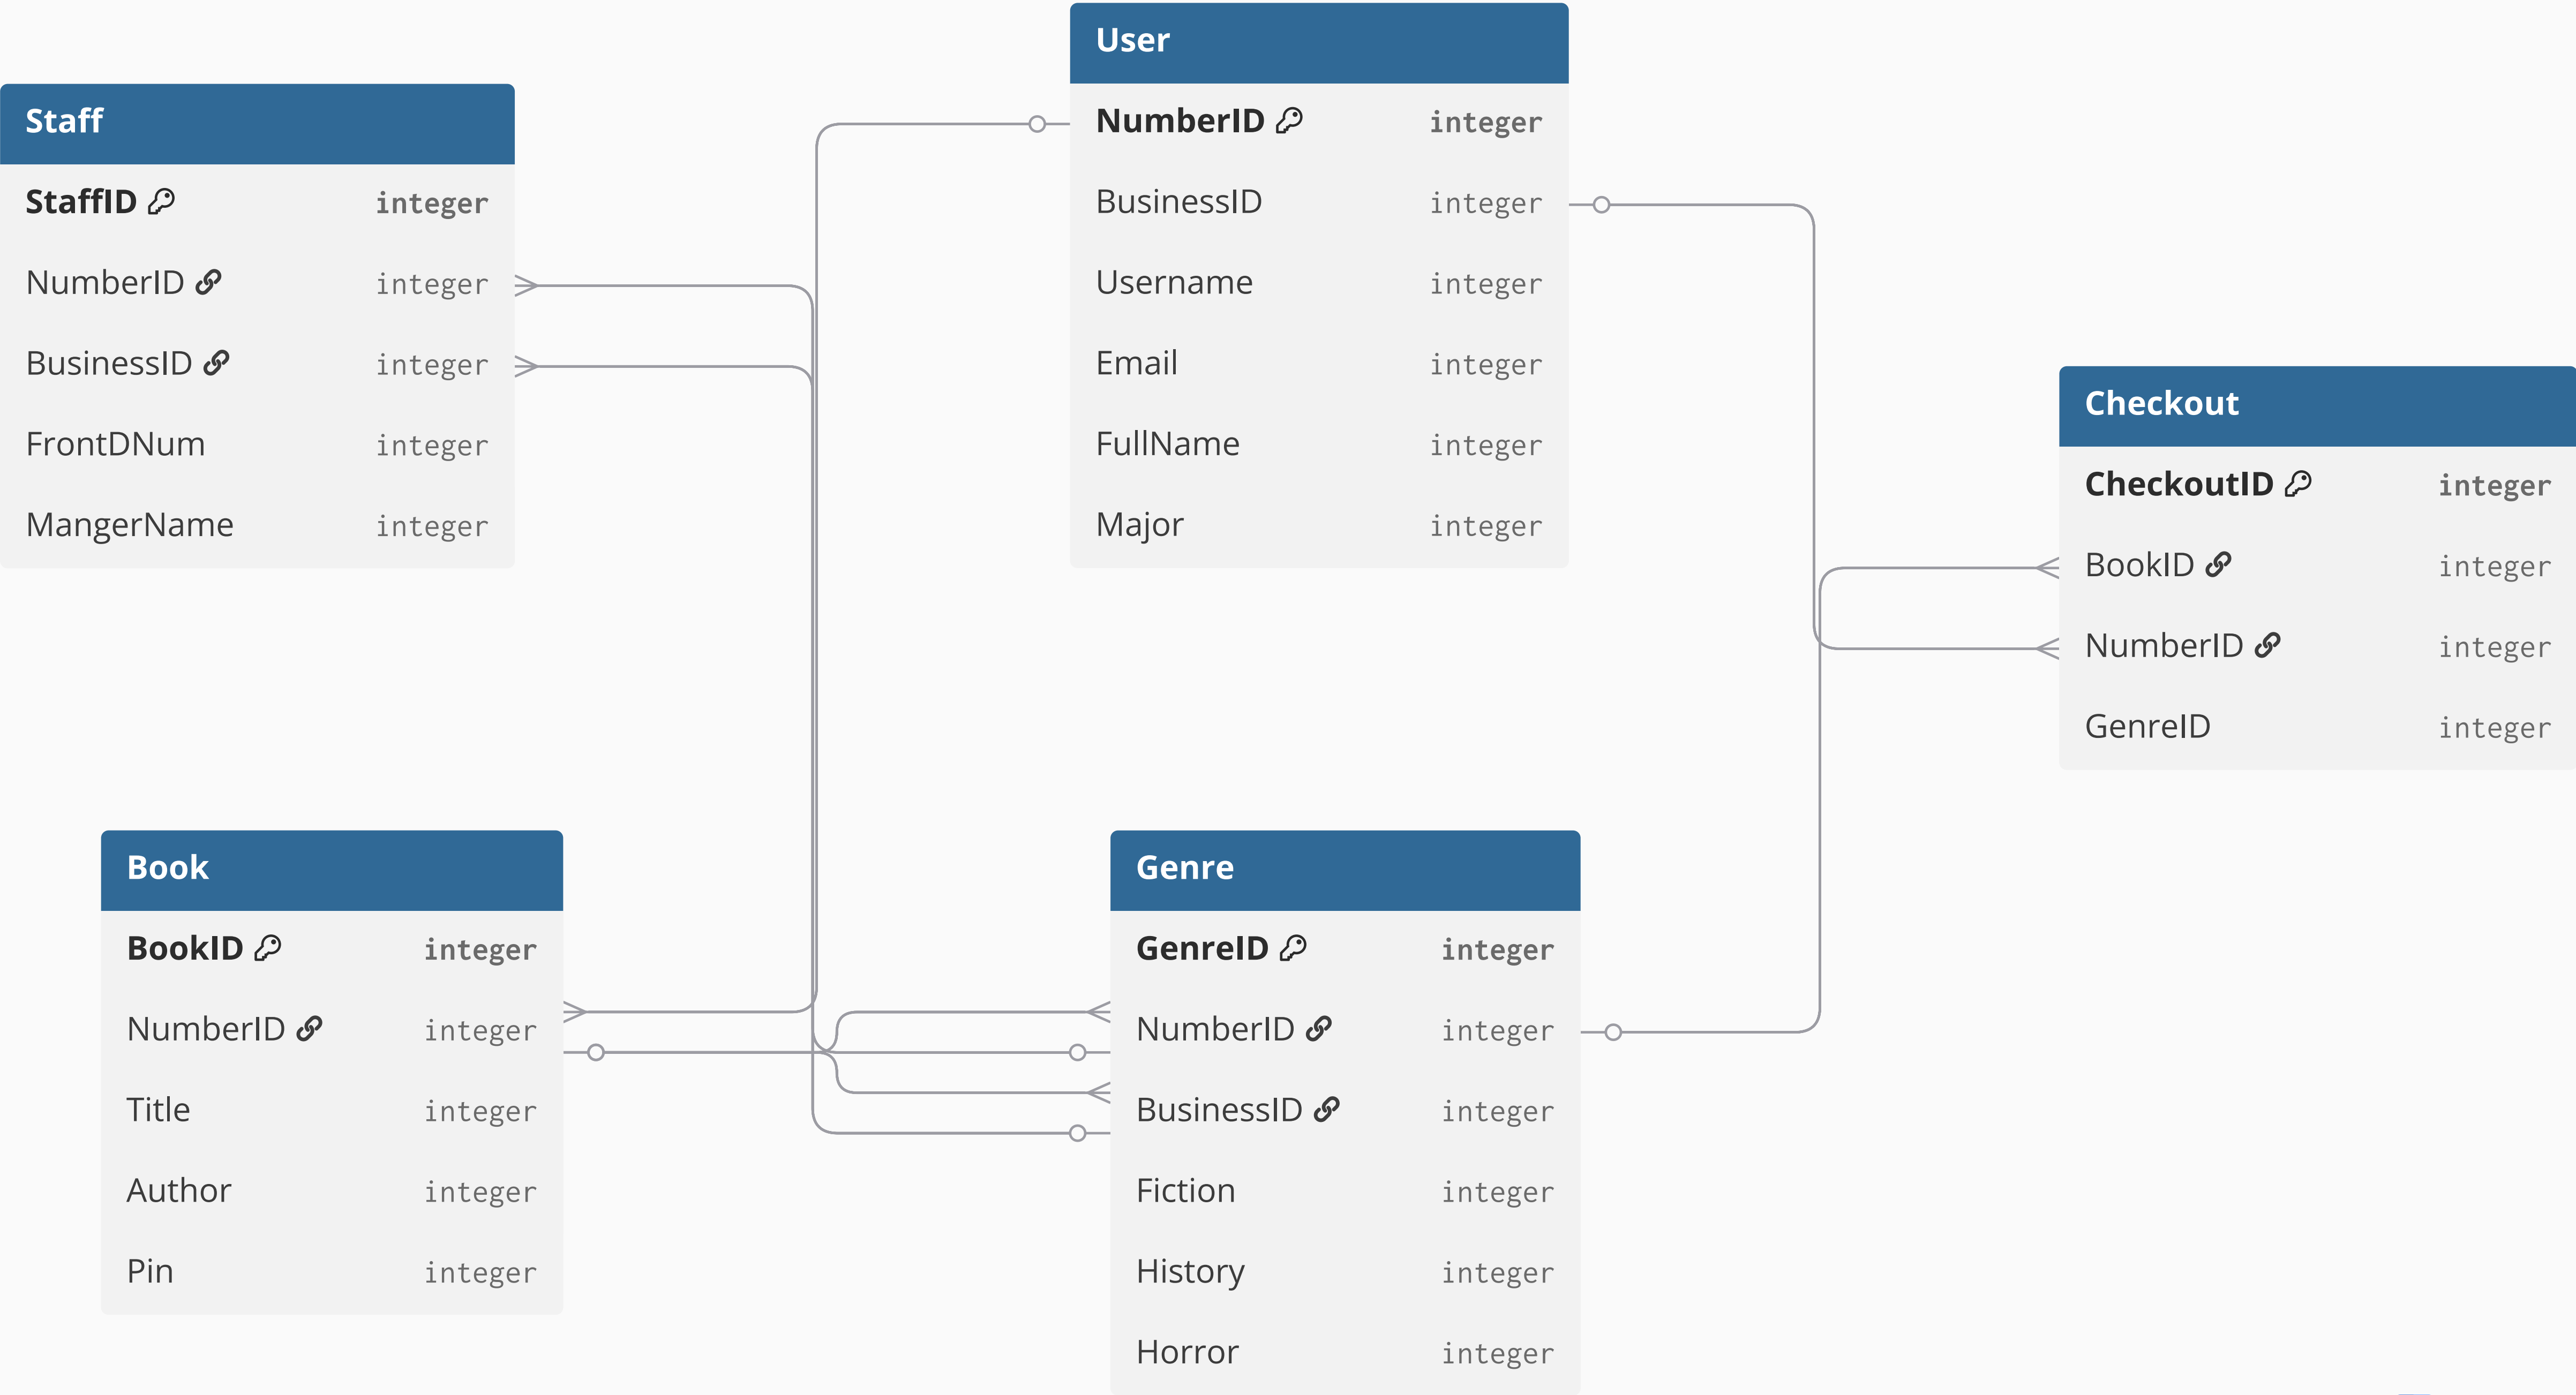 User
NumberID integer
BusinessID integer
Username integer
Email integer
FullName integer
Major integer
Staff
StaffID integer
NumberID integer
BusinessID integer
FrontDNum integer
MangerName integer
Checkout
CheckoutID integer
BookID integer
NumberID integer
GenreID integer
Book
BookID integer
NumberID integer
Title integer
Author integer
Pin integer
Genre
GenreID integer
NumberID integer
BusinessID integer
Fiction integer
History integer
Horror integer